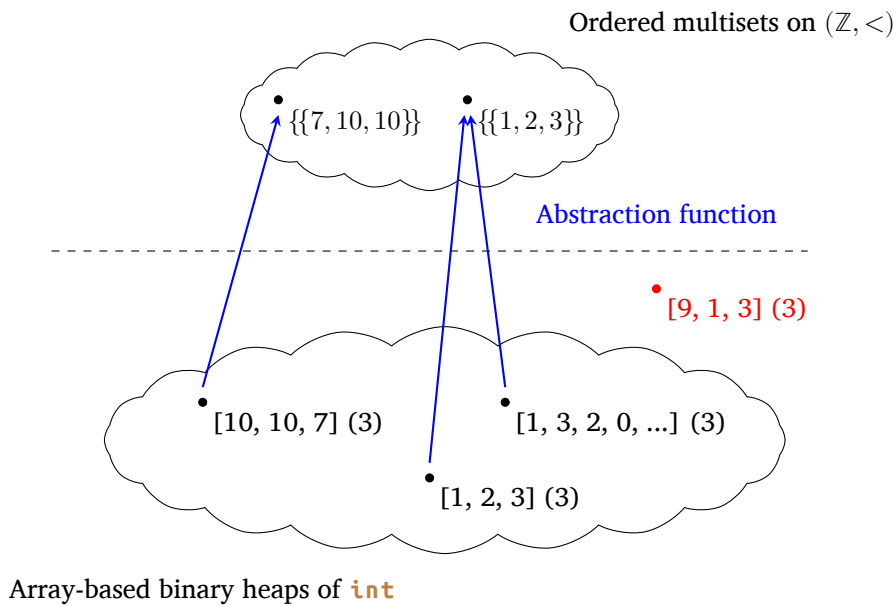 Ordered multisets on (ℤ, <)
{{7, 10, 10}} {{1, 2, 3}}
Abstraction function
[9, 1, 3] (3)
[10, 10, 7] (3) [1, 3, 2, 0, ...] (3)
[1, 2, 3] (3)
Array-based binary heaps of int